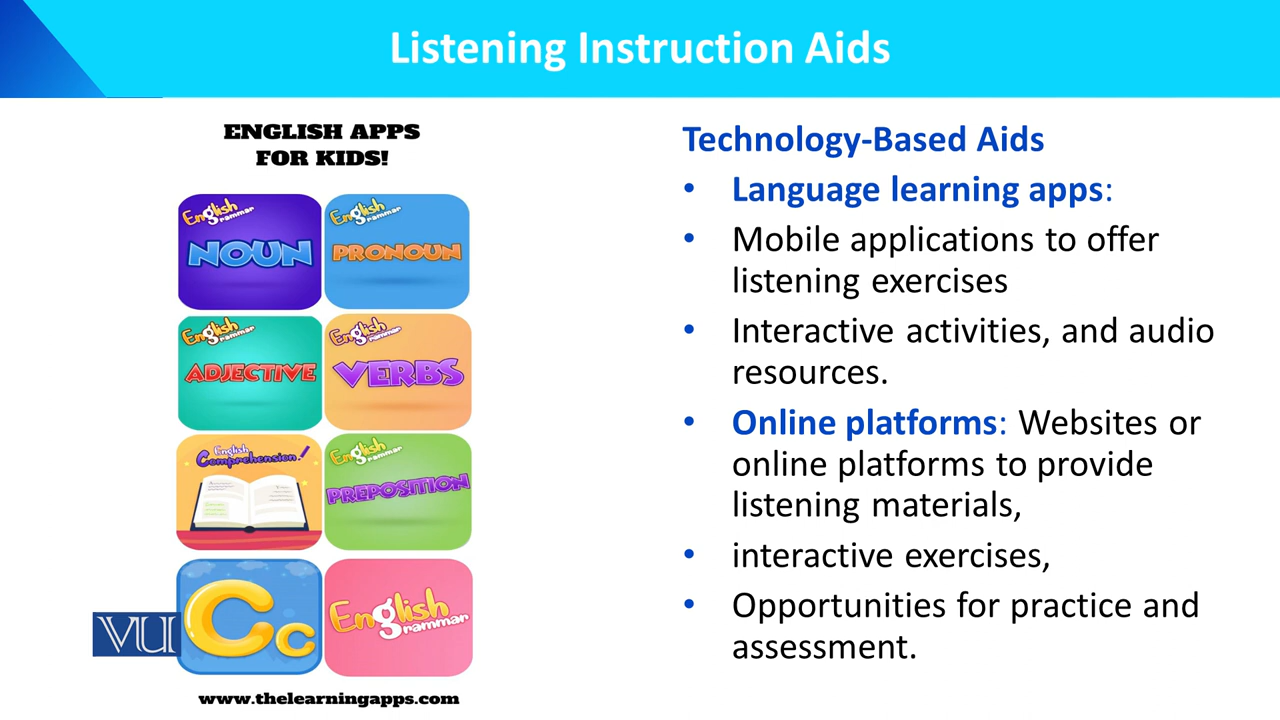 Listening Instruction Aids
ENGLISH APPS
FOR KIDS!
English
Grammar
NOUN
English
Grammar
PRONOUN
English
Grammar
ADJECTIVE
English
Grammar
VERBS
English
Comprehension!
English
Grammar
PREPOSITION
VU
Cc
English
Grammar
www.thelearningapps.com
Technology-Based Aids
• Language learning apps:
• Mobile applications to offer
listening exercises
• Interactive activities, and audio
resources.
• Online platforms: Websites or
online platforms to provide
listening materials,
• interactive exercises,
• Opportunities for practice and
assessment.